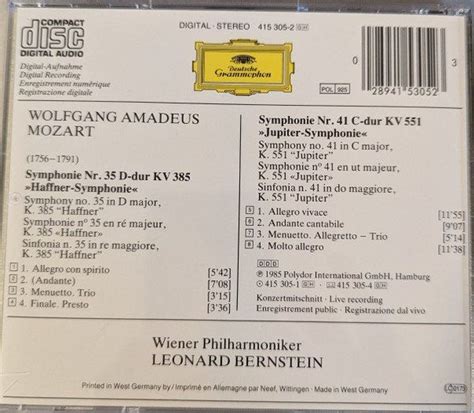 COMPACT
disc
DIGITAL AUDIO
DIGITAL · STEREO 415 305-2 GH
Digital-Aufnahme
Digital Recording
Enregistrement numérique
Registrazione digitale
Deutsche
Grammophon
POL 925
0
28941 53052
3
WOLFGANG AMADEUS
MOZART
(1756–1791)
Symphonie Nr. 35 D-dur KV 385
»Haffner-Symphonie«
Symphony no. 35 in D major,
K. 385 “Haffner”
Symphonie nº 35 en ré majeur,
K. 385 «Haffner»
Sinfonia n. 35 in re maggiore,
K. 385 “Haffner”
1. Allegro con spirito [5'42]
2. (Andante) [7'08]
3. Menuetto. Trio [3'15]
4. Finale. Presto [3'36]
Symphonie Nr. 41 C-dur KV 551
»Jupiter-Symphonie«
Symphony no. 41 in C major,
K. 551 “Jupiter”
Symphonie nº 41 en ut majeur,
K. 551 «Jupiter»
Sinfonia n. 41 in do maggiore,
K. 551 “Jupiter”
1. Allegro vivace [11'55]
2. Andante cantabile [9'07]
3. Menuetto. Allegretto – Trio [5'14]
4. Molto allegro [11'38]
DDD
℗ 1985 Polydor International GmbH, Hamburg
415 305-1 GH 415 305-4 GH
Konzertmitschnitt · Live recording
Enregistrement public · Registrazione dal vivo
Wiener Philharmoniker
LEONARD BERNSTEIN
Printed in West Germany by / Imprimé en Allemagne par Neef, Wittingen · Made in West Germany
LC 0173